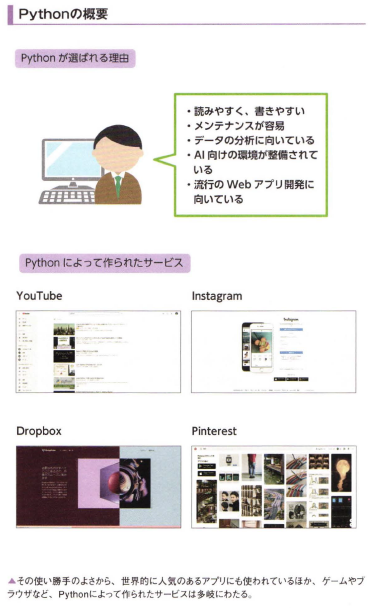 Pythonの概要
Python が選ばれる理由
・読みやすく、書きやすい
・メンテナンスが容易
・データの分析に向いている
・AI 向けの環境が整備されて
いる
・流行の Web アプリ開発に
向いている
Python によって作られたサービス
YouTube
Instagram
Instagram
Dropbox
Pinterest
▲その使い勝手のよさから、世界的に人気のあるアプリにも使われているほか、ゲームやブ
ラウザなど、Pythonによって作られたサービスは多岐にわたる。